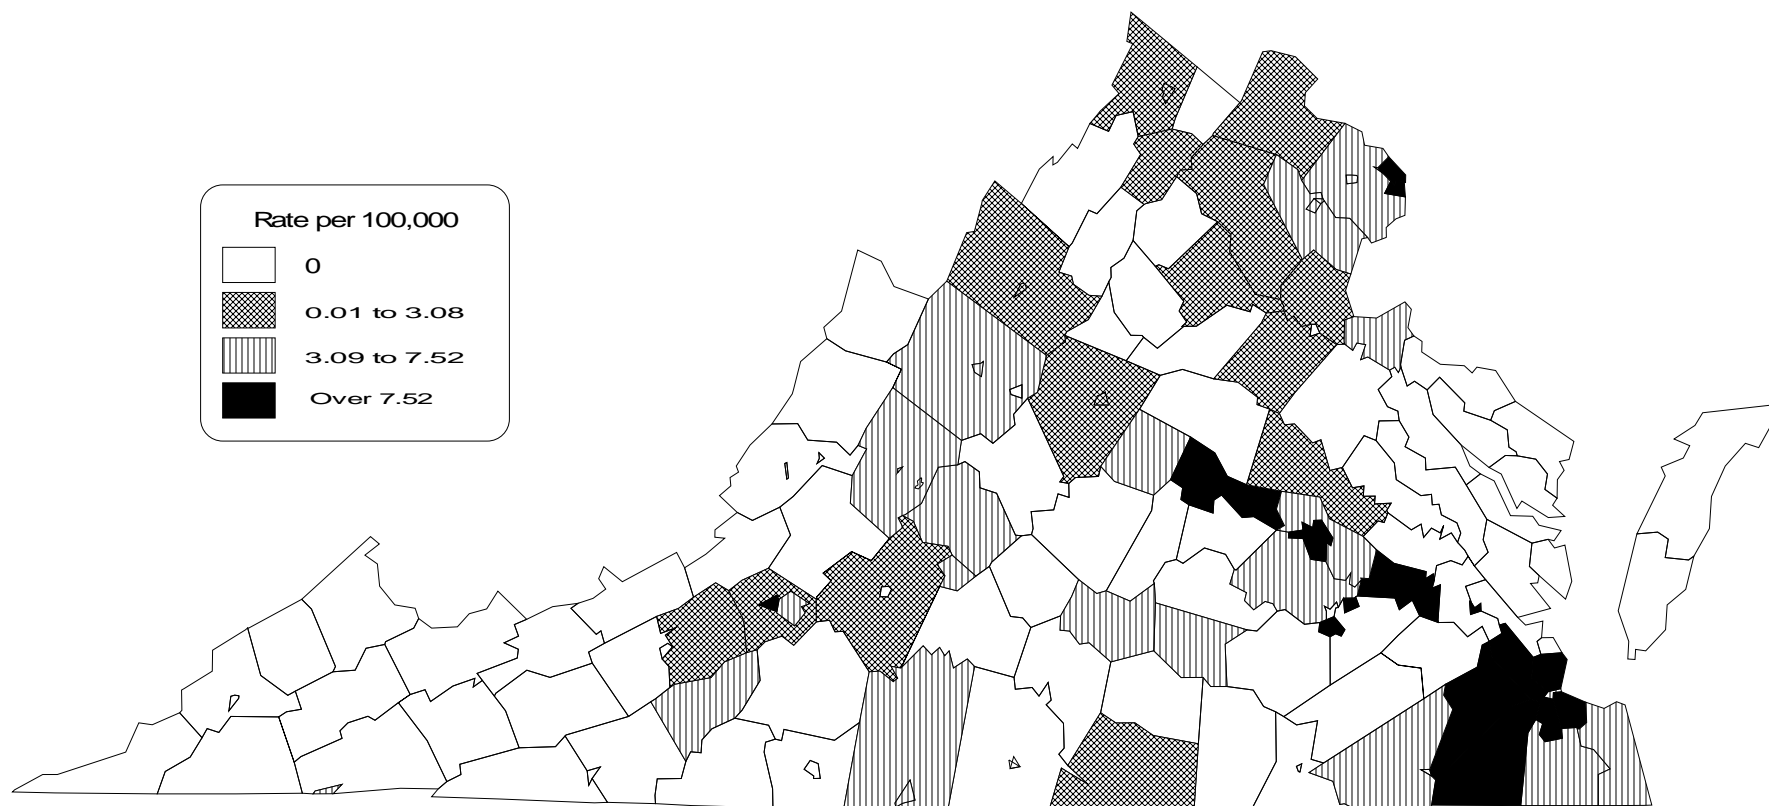 Rate per 100,000
0
0.01 to 3.08
3.09 to 7.52
Over 7.52